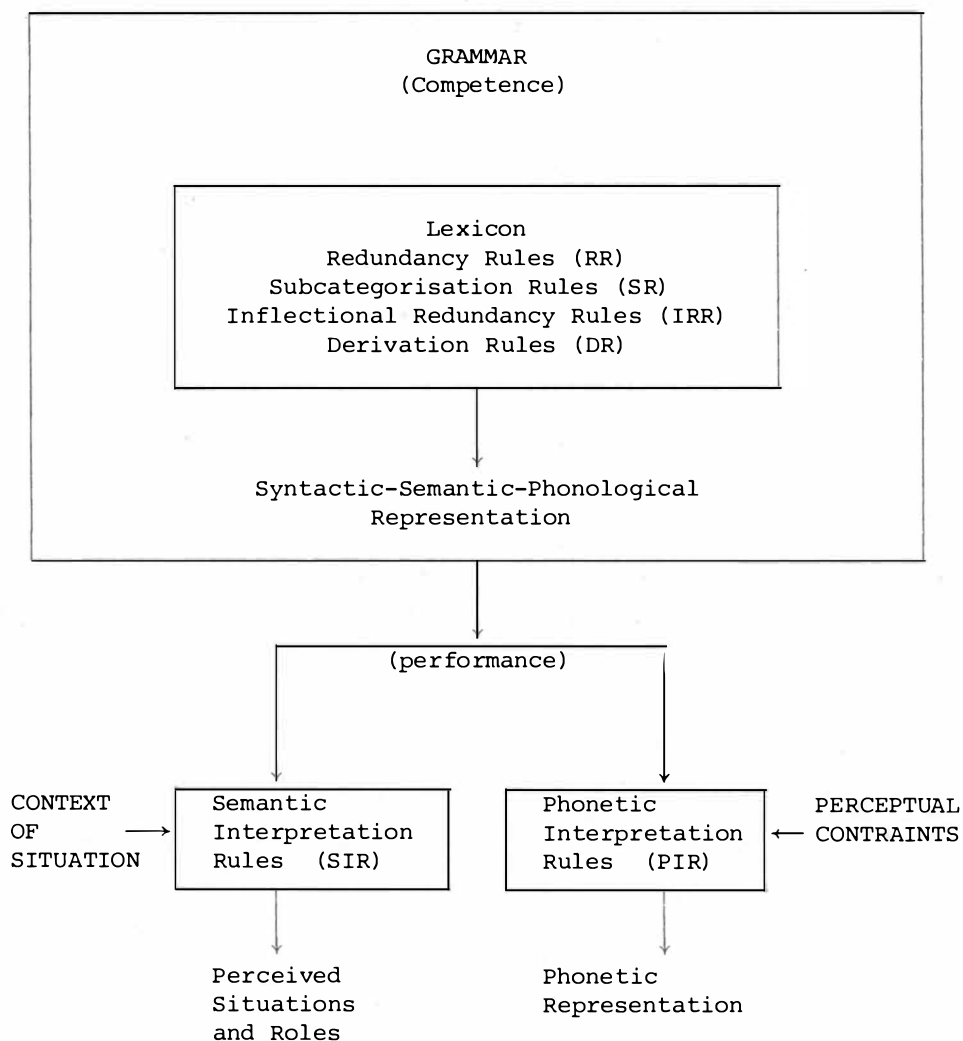 GRAMMAR
(Competence)
Lexicon
Redundancy Rules (RR)
Subcategorisation Rules (SR)
Inflectional Redundancy Rules (IRR)
Derivation Rules (DR)
Syntactic-Semantic-Phonological
Representation
(performance)
CONTEXT
OF
SITUATION
Semantic
Interpretation
Rules (SIR)
Phonetic
Interpretation
Rules (PIR)
PERCEPTUAL
CONTRAINTS
Perceived
Situations
and Roles
Phonetic
Representation